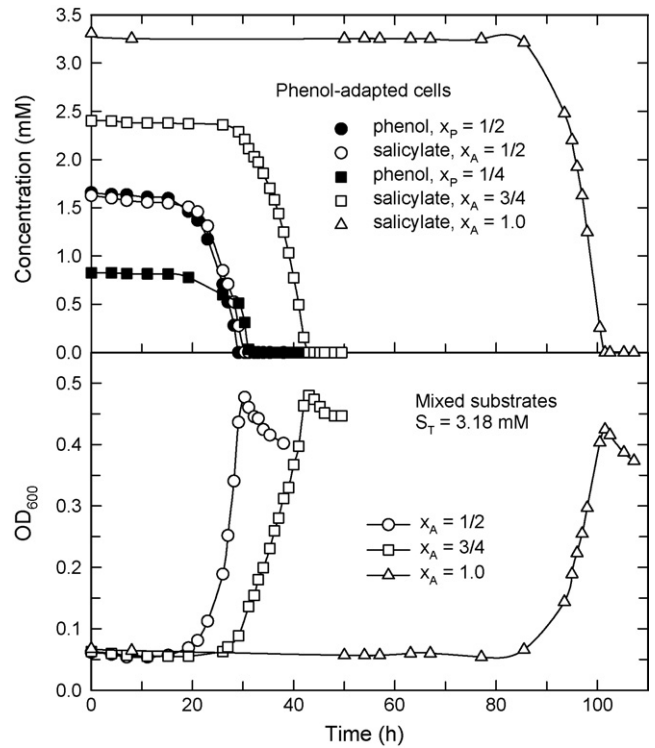 3.5
3.0
2.5
2.0
1.5
1.0
0.5
0.0
Concentration (mM)
Phenol-adapted cells
phenol, xP = 1/2
salicylate, xA = 1/2
phenol, xP = 1/4
salicylate, xA = 3/4
salicylate, xA = 1.0
0.5
0.4
0.3
0.2
0.1
0.0
OD600
Mixed substrates
ST = 3.18 mM
xA = 1/2
xA = 3/4
xA = 1.0
0 20 40 60 80 100
Time (h)